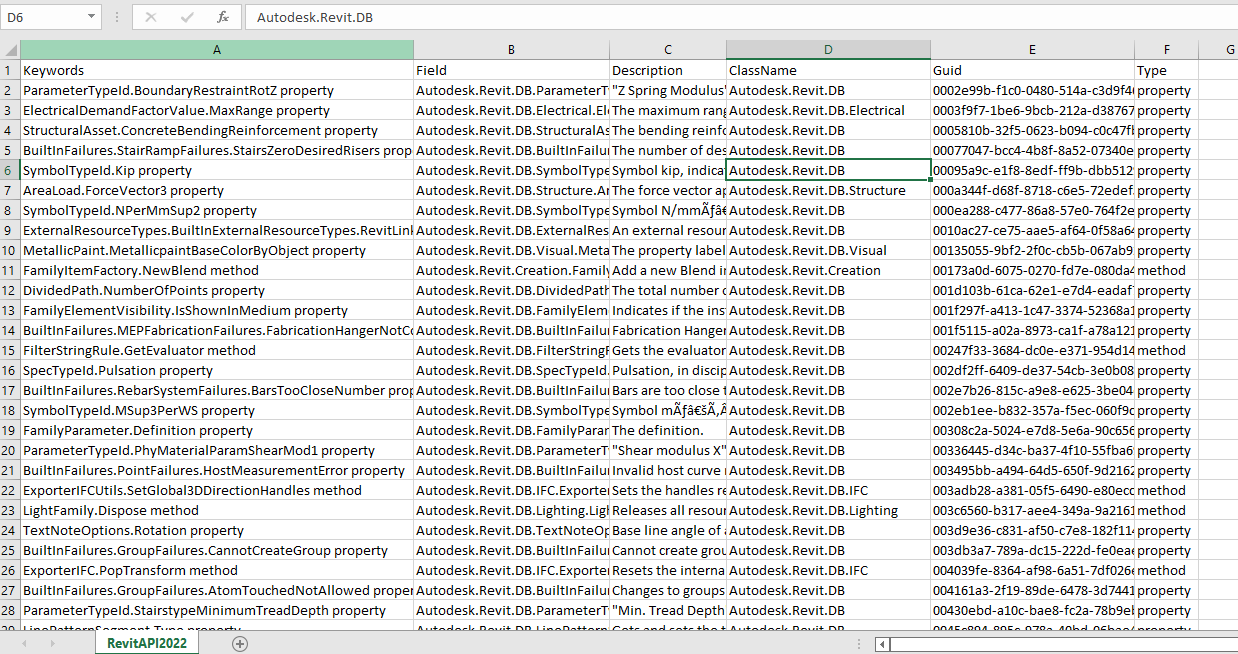 D6 fx Autodesk.Revit.DB
A B C D E F G
1 Keywords Field Description ClassName Guid Type
2 ParameterTypeId.BoundaryRestraintRotZ property Autodesk.Revit.DB.ParameterT "Z Spring Modulus" Autodesk.Revit.DB 0002e99b-f1c0-0480-514a-c3d9f4 property
3 ElectricalDemandFactorValue.MaxRange property Autodesk.Revit.DB.Electrical.El The maximum rang Autodesk.Revit.DB.Electrical 0003f9f7-1be6-9bcb-212a-d38767 property
4 StructuralAsset.ConcreteBendingReinforcement property Autodesk.Revit.DB.StructuralAs The bending reinfo Autodesk.Revit.DB 0005810b-32f5-0623-b094-c0c47f property
5 BuiltInFailures.StairRampFailures.StairsZeroDesiredRisers prop Autodesk.Revit.DB.BuiltInFailu The number of des Autodesk.Revit.DB 00077047-bcc4-4b8f-8a52-07340e property
6 SymbolTypeId.Kip property Autodesk.Revit.DB.SymbolType Symbol kip, indica Autodesk.Revit.DB 00095a9c-e1f8-8edf-ff9b-dbb512 property
7 AreaLoad.ForceVector3 property Autodesk.Revit.DB.Structure.Ar The force vector ap Autodesk.Revit.DB.Structure 000a344f-d68f-8718-c6e5-72edef property
8 SymbolTypeId.NPerMmSup2 property Autodesk.Revit.DB.SymbolType Symbol N/mmÃƒâ€ Autodesk.Revit.DB 000ea288-c477-86a8-57e0-764f2e property
9 ExternalResourceTypes.BuiltInExternalResourceTypes.RevitLink Autodesk.Revit.DB.ExternalRes An external resour Autodesk.Revit.DB 0010ac27-ce75-aae5-af64-0f58a64 property
10 MetallicPaint.MetallicpaintBaseColorByObject property Autodesk.Revit.DB.Visual.Meta The property label Autodesk.Revit.DB.Visual 00135055-9bf2-2f0c-cb5b-067ab9 property
11 FamilyItemFactory.NewBlend method Autodesk.Revit.Creation.Family Add a new Blend i Autodesk.Revit.Creation 00173a0d-6075-0270-fd7e-080da4 method
12 DividedPath.NumberOfPoints property Autodesk.Revit.DB.DividedPath The total number o Autodesk.Revit.DB 001d103b-61ca-62e1-e7d4-eadaf property
13 FamilyElementVisibility.IsShownInMedium property Autodesk.Revit.DB.FamilyElem Indicates if the ins Autodesk.Revit.DB 001f297f-a413-1c47-3374-52368a1 property
14 BuiltInFailures.MEPFabricationFailures.FabricationHangerNotCo Autodesk.Revit.DB.BuiltInFailu Fabrication Hanger Autodesk.Revit.DB 001f5115-a02a-8973-ca1f-a78a121 property
15 FilterStringRule.GetEvaluator method Autodesk.Revit.DB.FilterStringR Gets the evaluator Autodesk.Revit.DB 00247f33-3684-dc0e-e371-954d14 method
16 SpecTypeId.Pulsation property Autodesk.Revit.DB.SpecTypeId. Pulsation, in discip Autodesk.Revit.DB 002df2ff-6409-de37-54cb-3e0b08 property
17 BuiltInFailures.RebarSystemFailures.BarsTooCloseNumber prop Autodesk.Revit.DB.BuiltInFailu Bars are too close t Autodesk.Revit.DB 002e7b26-815c-a9e8-e625-3be04 property
18 SymbolTypeId.MSup3PerWS property Autodesk.Revit.DB.SymbolType Symbol mÃƒâ€šÃ‚Â Autodesk.Revit.DB 002eb1ee-b832-357a-f5ec-060f9c property
19 FamilyParameter.Definition property Autodesk.Revit.DB.FamilyParar The definition. Autodesk.Revit.DB 00308c2a-5024-e7d8-5e6a-90c656 property
20 ParameterTypeId.PhyMaterialParamShearMod1 property Autodesk.Revit.DB.ParameterT "Shear modulus X" Autodesk.Revit.DB 00336445-d34c-ba37-4f10-55fba6 property
21 BuiltInFailures.PointFailures.HostMeasurementError property Autodesk.Revit.DB.BuiltInFailu Invalid host curve Autodesk.Revit.DB 003495bb-a494-64d5-650f-9d2162 property
22 ExporterIFCUtils.SetGlobal3DDirectionHandles method Autodesk.Revit.DB.IFC.Exporter Sets the handles re Autodesk.Revit.DB.IFC 003adb28-a381-05f5-6490-e80ecc method
23 LightFamily.Dispose method Autodesk.Revit.DB.Lighting.Ligh Releases all resour Autodesk.Revit.DB.Lighting 003c6560-b317-aee4-349a-9a2161 method
24 TextNoteOptions.Rotation property Autodesk.Revit.DB.TextNoteOp Base line angle of a Autodesk.Revit.DB 003d9e36-c831-af50-c7e8-182f114 property
25 BuiltInFailures.GroupFailures.CannotCreateGroup property Autodesk.Revit.DB.BuiltInFailu Cannot create grou Autodesk.Revit.DB 003db3a7-789a-dc15-222d-fe0eae property
26 ExporterIFC.PopTransform method Autodesk.Revit.DB.IFC.Exporter Resets the interna Autodesk.Revit.DB.IFC 004039fe-8364-af98-6a51-7df026 method
27 BuiltInFailures.GroupFailures.AtomTouchedNotAllowed proper Autodesk.Revit.DB.BuiltInFailu Changes to groups Autodesk.Revit.DB 004161a3-2f19-89de-6478-3d7441 property
28 ParameterTypeId.StairstypeMinimumTreadDepth property Autodesk.Revit.DB.ParameterT "Min. Tread Depth Autodesk.Revit.DB 00430ebd-a10c-bae8-fc2a-78b9eb property
RevitAPI2022